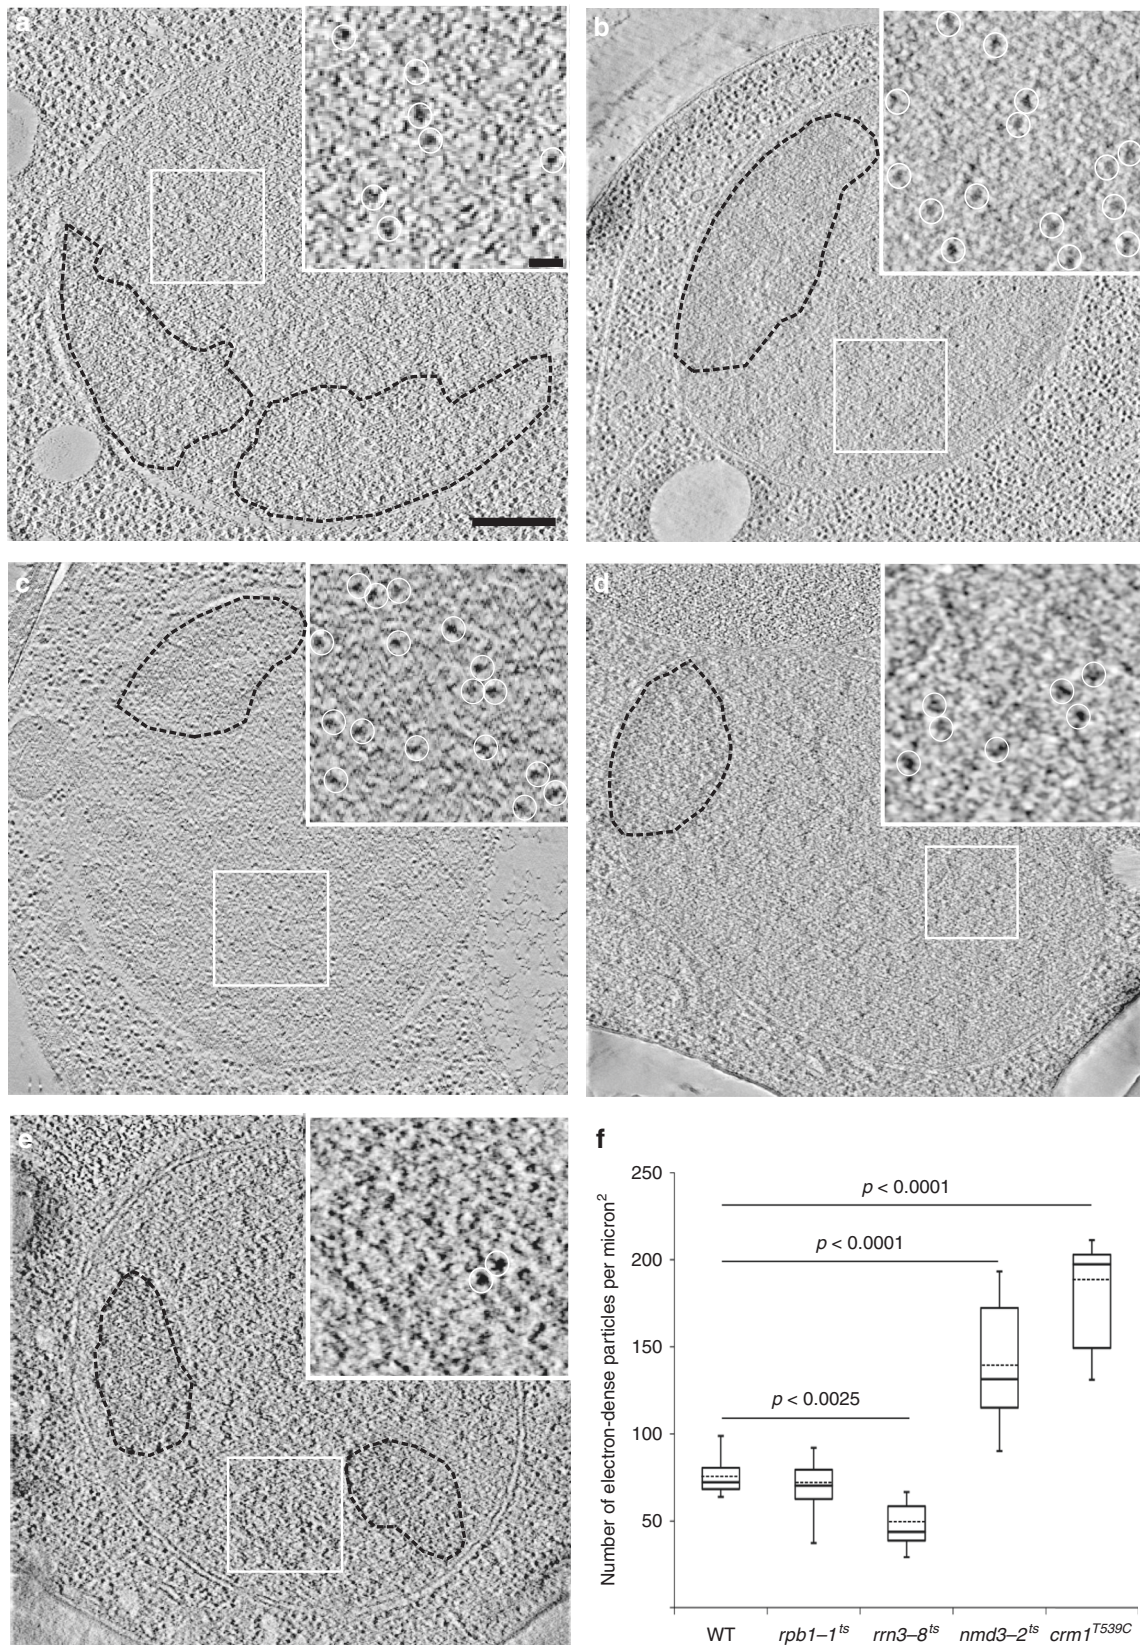 a
b
c
d
e
f
250
200
150
100
50
Number of electron-dense particles per micron²
p < 0.0001
p < 0.0001
p < 0.0025
WT rpb1–1ᵗˢ rrn3–8ᵗˢ nmd3–2ᵗˢ crm1ᵀ⁵³⁹ᶜ